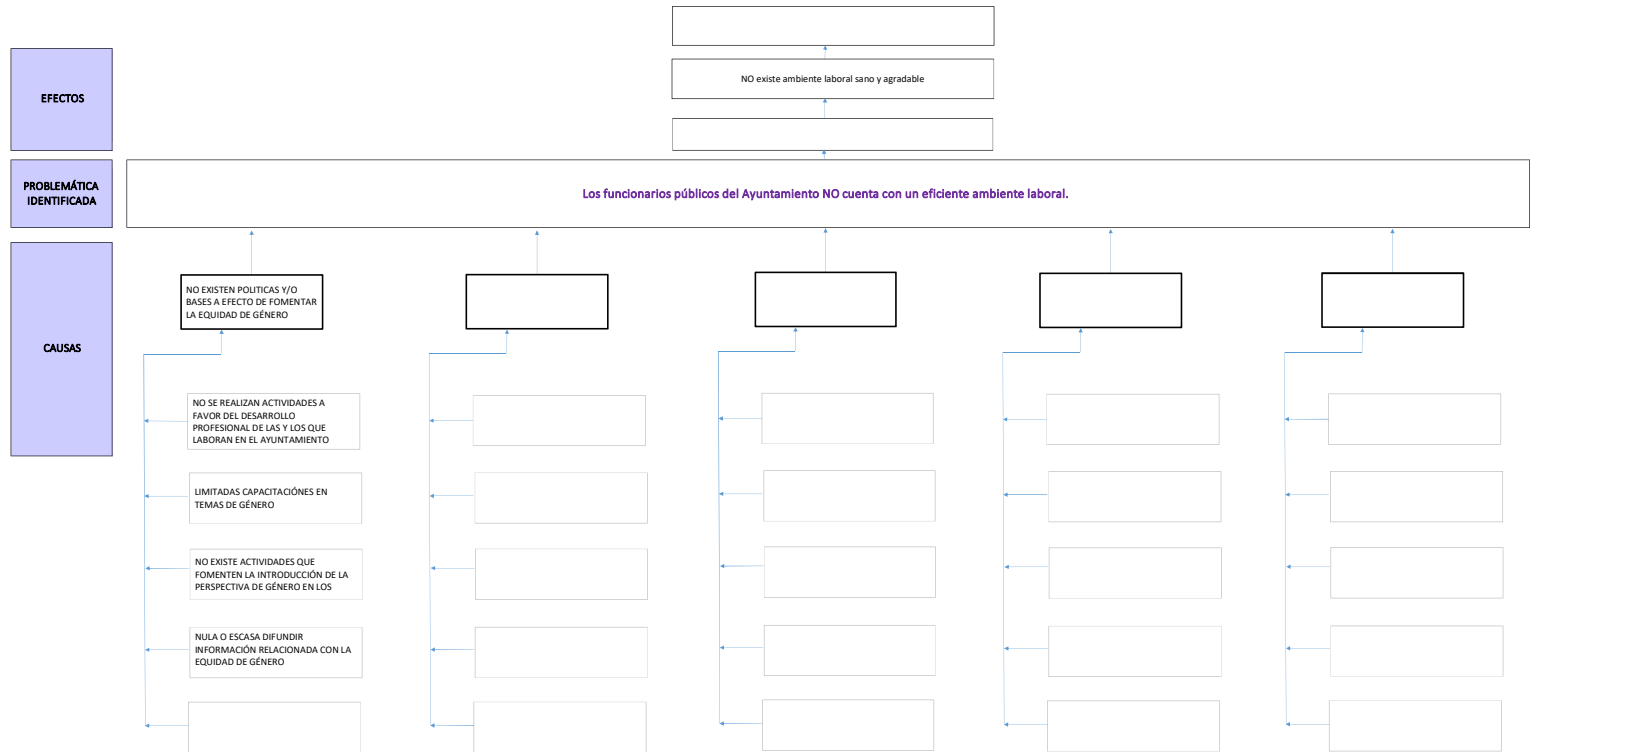 NO existe ambiente laboral sano y agradable
EFECTOS
PROBLEMÁTICA
IDENTIFICADA
Los funcionarios públicos del Ayuntamiento NO cuenta con un eficiente ambiente laboral.
CAUSAS
NO EXISTEN POLITICAS Y/O
BASES A EFECTO DE FOMENTAR
LA EQUIDAD DE GÉNERO
NO SE REALIZAN ACTIVIDADES A
FAVOR DEL DESARROLLO
PROFESIONAL DE LAS Y LOS QUE
LABORAN EN EL AYUNTAMIENTO
LIMITADAS CAPACITACIÓNES EN
TEMAS DE GÉNERO
NO EXISTE ACTIVIDADES QUE
FOMENTEN LA INTRODUCCIÓN DE LA
PERSPECTIVA DE GÉNERO EN LOS
NULA O ESCASA DIFUNDIR
INFORMACIÓN RELACIONADA CON LA
EQUIDAD DE GÉNERO